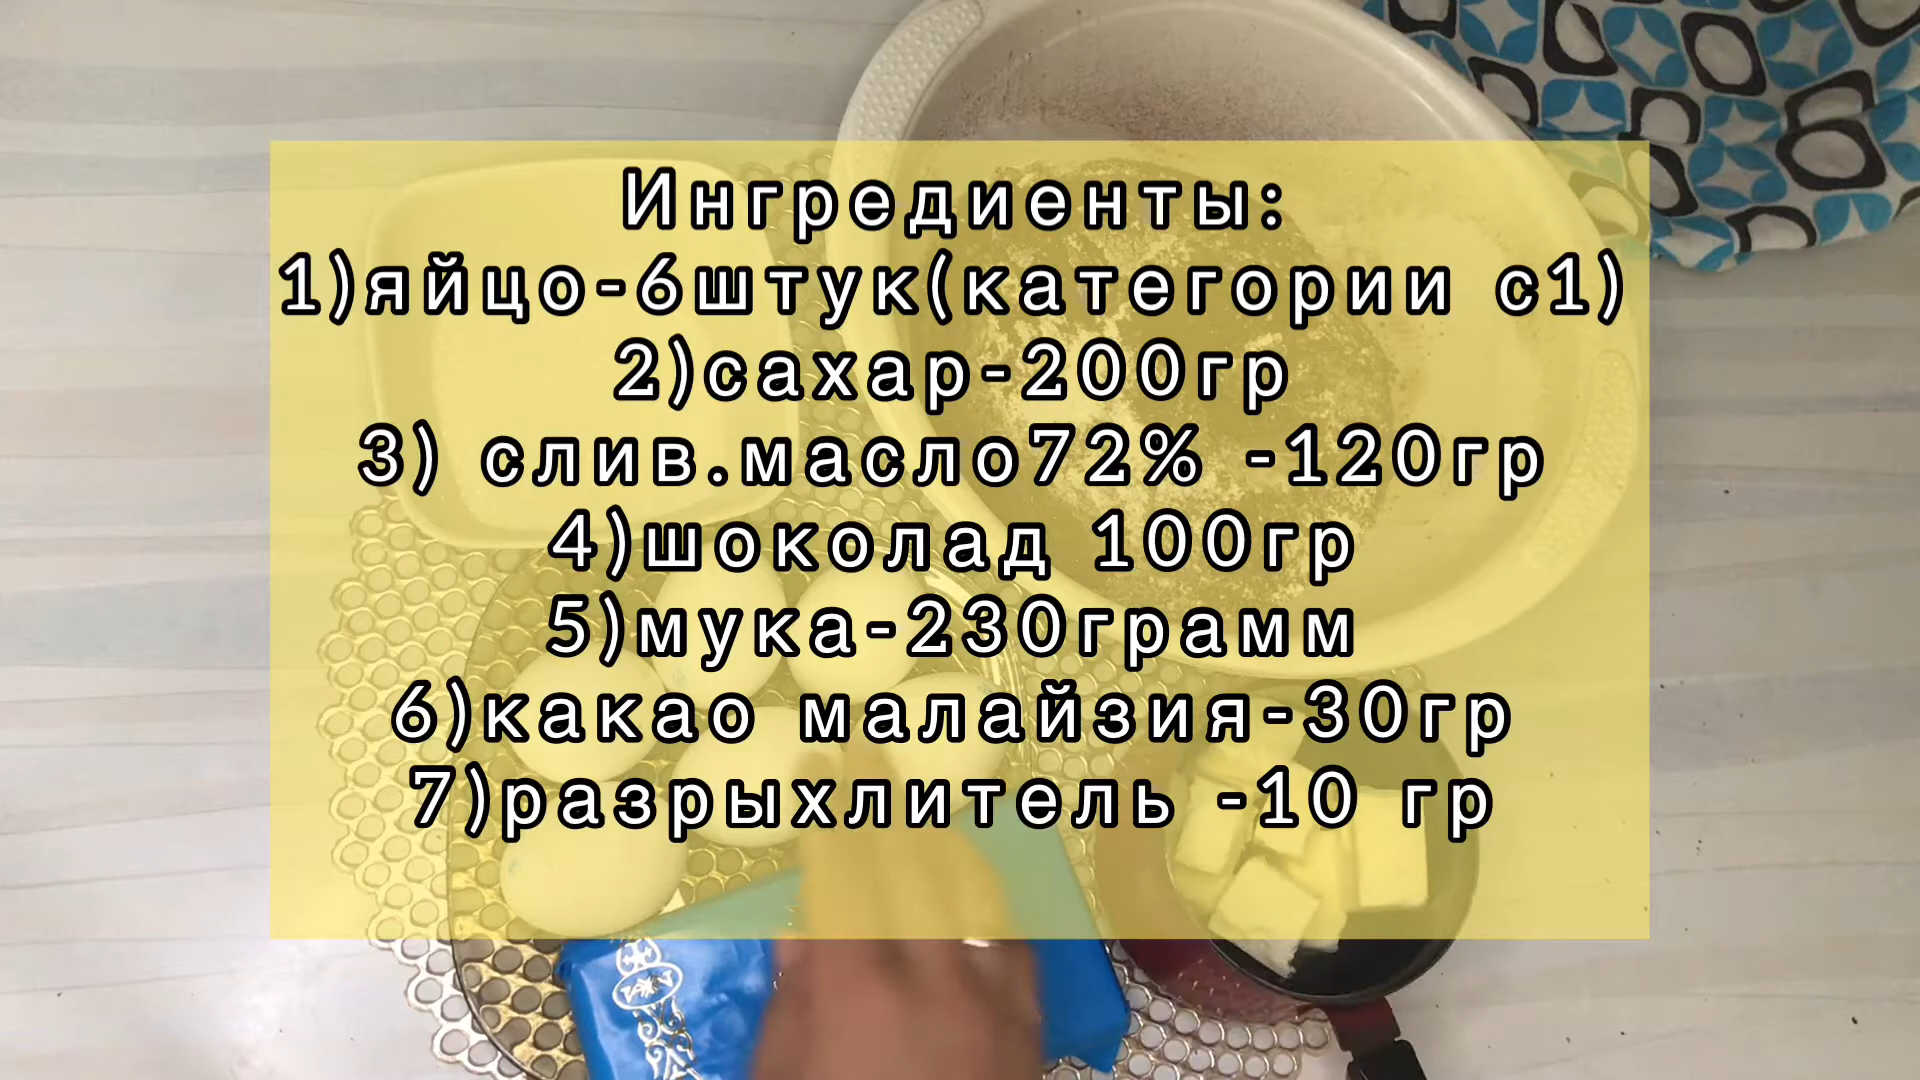 Ингредиенты:
1)яйцо-6штук(категории с1)
2)сахар-200гр
3) слив.масло72% -120гр
4)шоколад 100гр
5)мука-230грамм
6)какао малайзия-30гр
7)разрыхлитель -10 гр